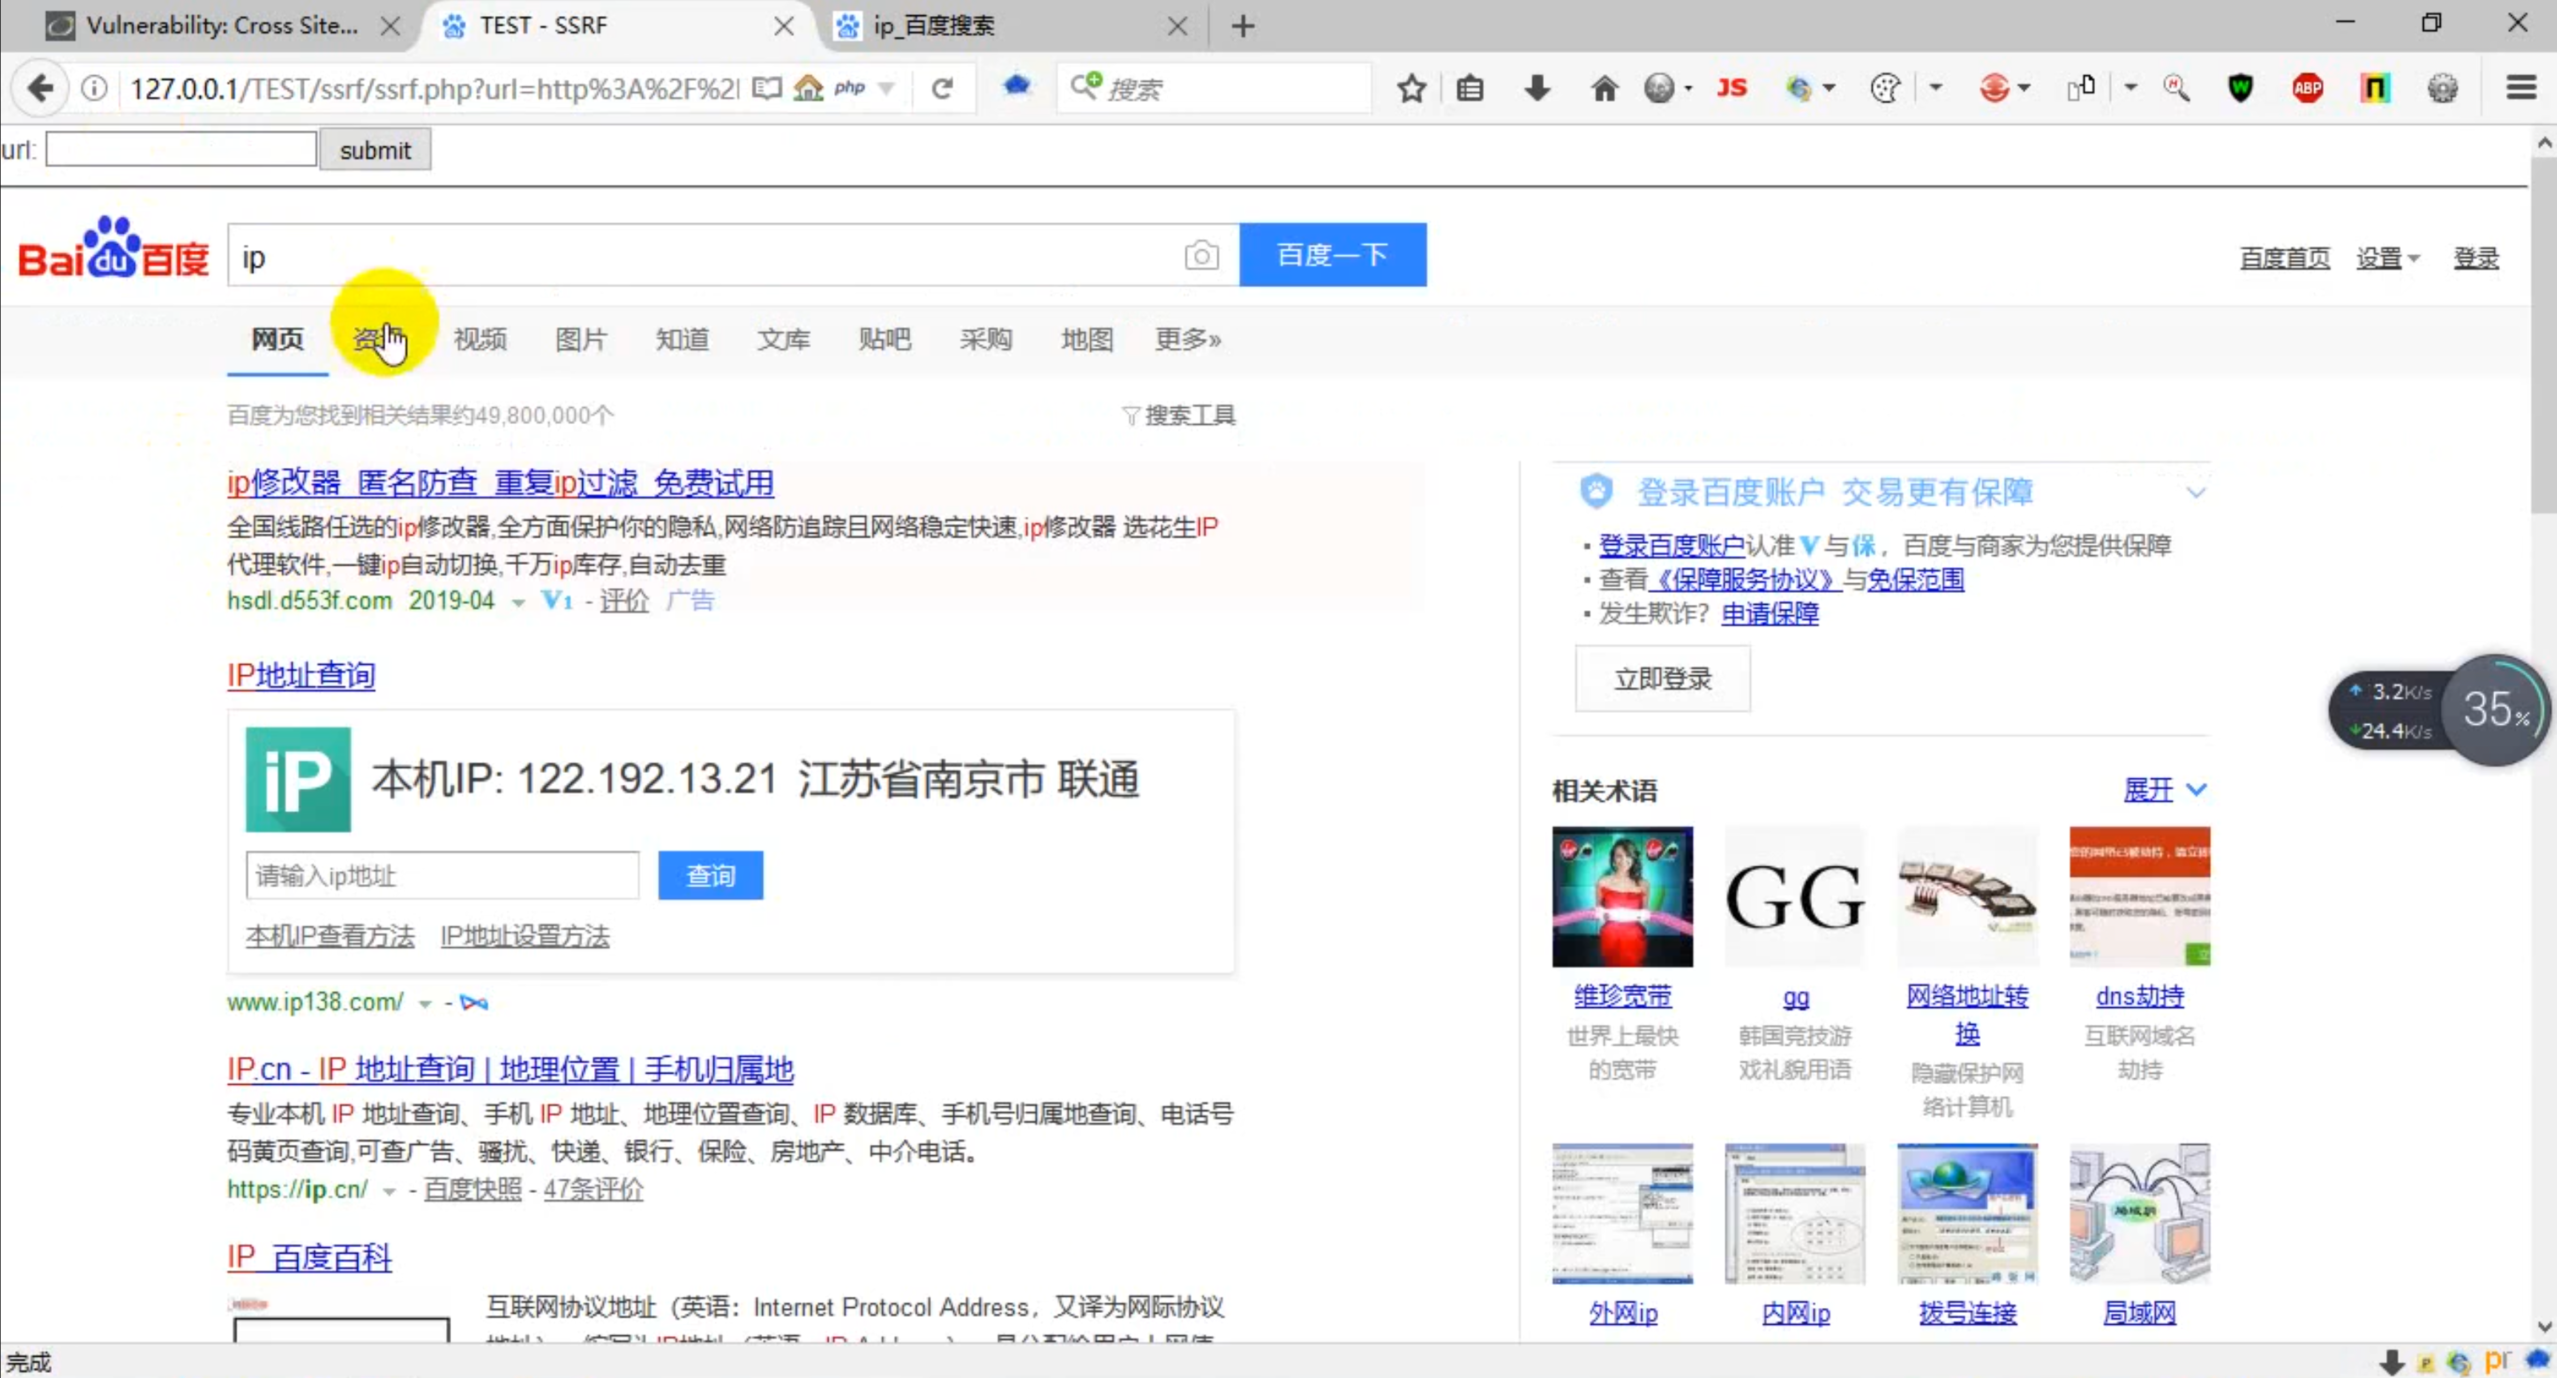 Vulnerability: Cross Site...
TEST - SSRF
ip_百度搜索
127.0.0.1/TEST/ssrf/ssrf.php?url=http%3A%2F%2
php
搜索
JS
ABP
url:
submit
Bai du 百度
ip
百度一下
百度首页 设置 登录
网页 视频 图片 知道 文库 贴吧 采购 地图 更多»
百度为您找到相关结果约49,800,000个
搜索工具
ip修改器_匿名防查_重复ip过滤_免费试用
全国线路任选的ip修改器,全方面保护你的隐私,网络防追踪且网络稳定快速,ip修改器 选花生IP
代理软件,一键ip自动切换,千万ip库存,自动去重
hsdl.d553f.com 2019-04 V1 - 评价 广告
IP地址查询
iP
本机IP: 122.192.13.21 江苏省南京市 联通
请输入ip地址
查询
本机IP查看方法 IP地址设置方法
www.ip138.com/ -
IP.cn - IP 地址查询 | 地理位置 | 手机归属地
专业本机 IP 地址查询、手机 IP 地址、地理位置查询、IP 数据库、手机号归属地查询、电话号
码黄页查询,可查广告、骚扰、快递、银行、保险、房地产、中介电话。
https://ip.cn/ - 百度快照 - 47条评价
IP_百度百科
互联网协议地址（英语：Internet Protocol Address，又译为网际协议
登录百度账户 交易更有保障
登录百度账户认准V与保，百度与商家为您提供保障
查看《保障服务协议》与免保范围
发生欺诈？申请保障
立即登录
3.2K/s
24.4K/s
35%
相关术语
展开
GG
维珍宽带
世界上最快
的宽带
gg
韩国竞技游
戏礼貌用语
网络地址转
换
隐藏保护网
络计算机
dns劫持
互联网域名
劫持
外网ip
内网ip
拨号连接
局域网
完成
pr